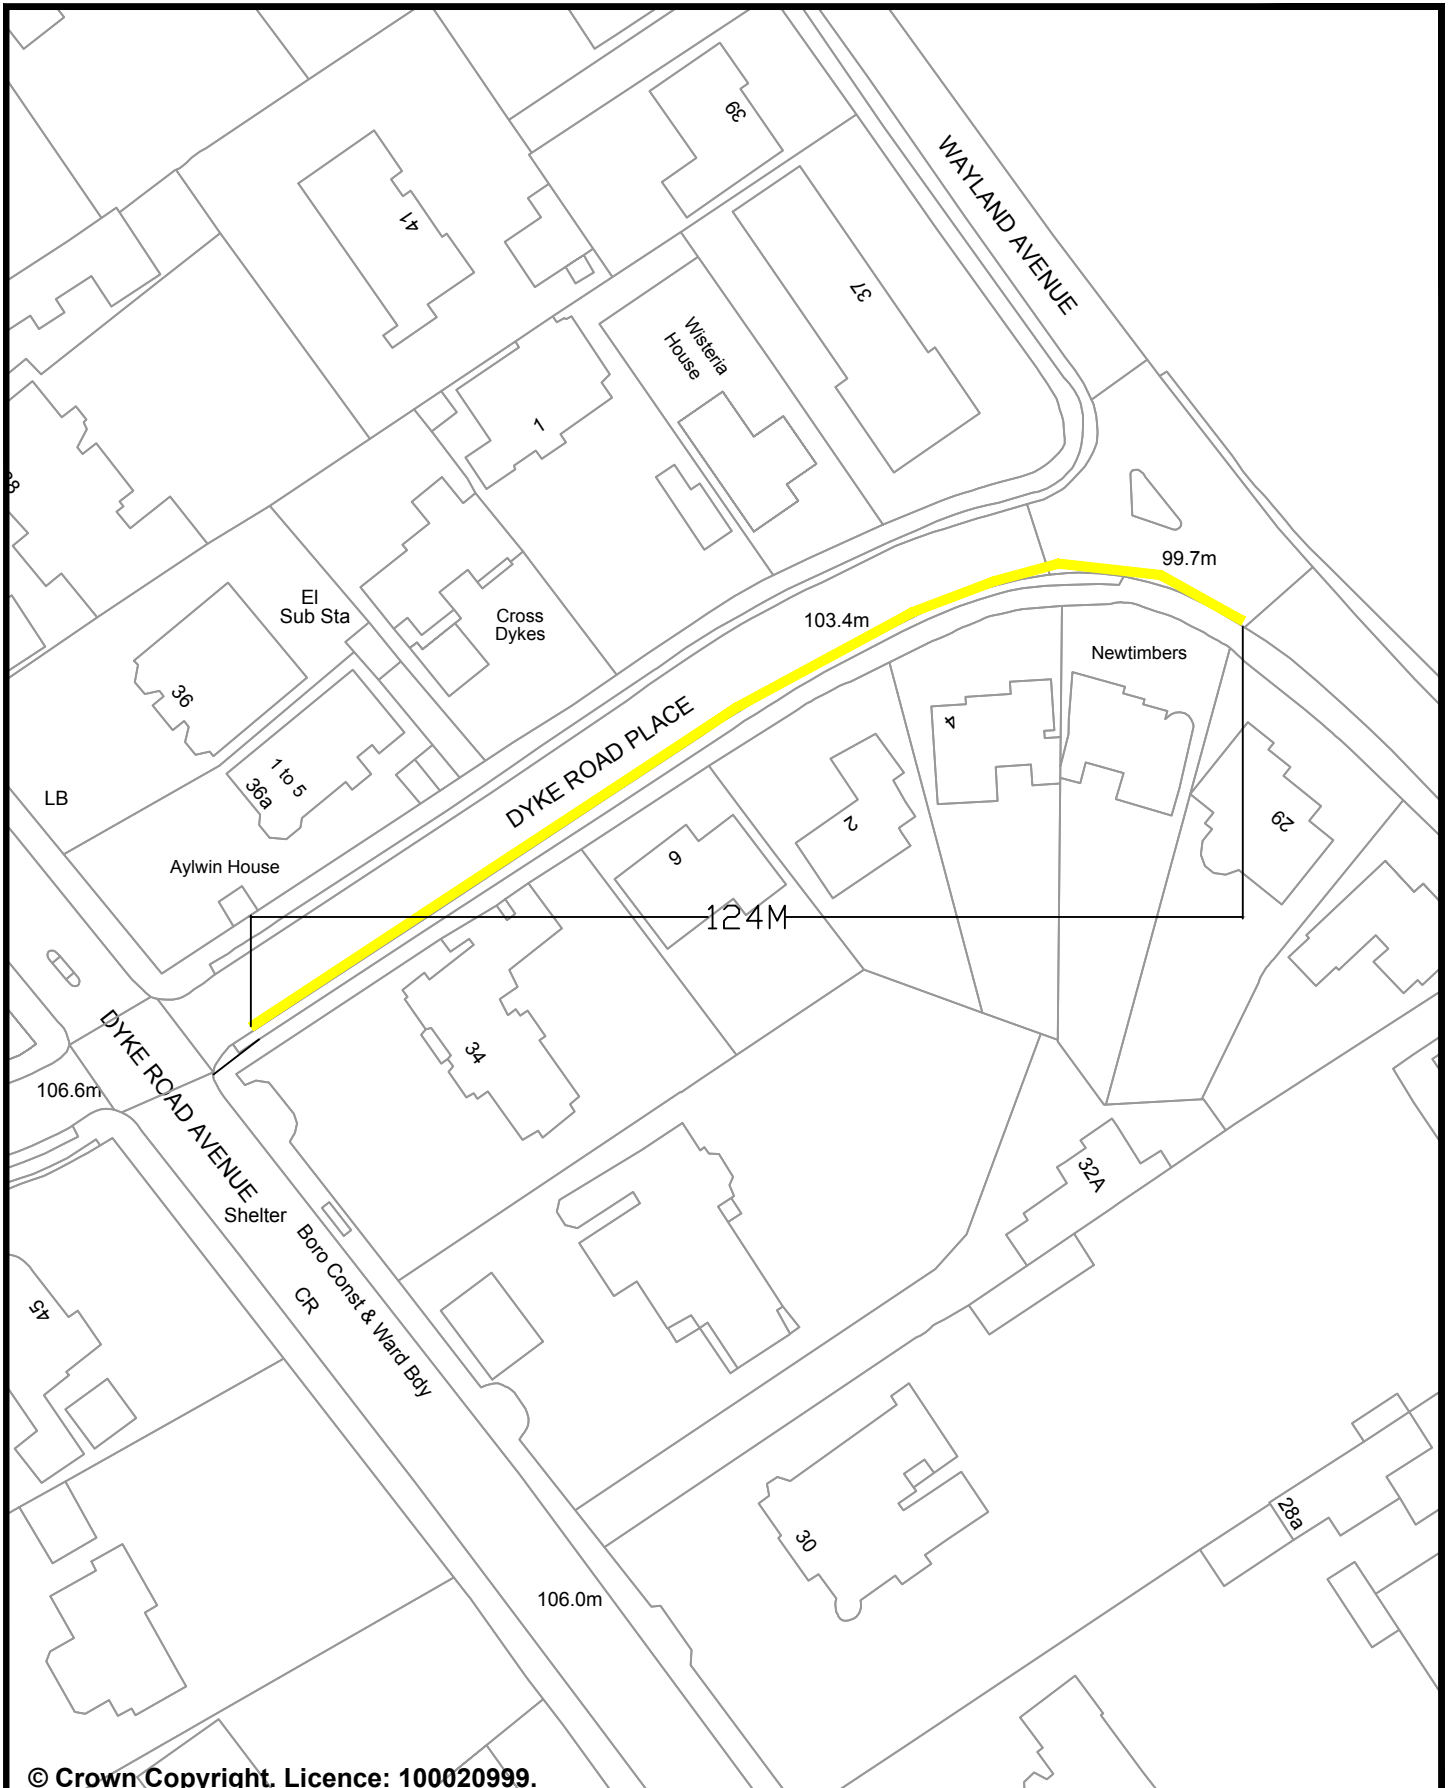 39
WAYLAND AVENUE
41
37
Wisteria
House
1
99.7m
El
Sub Sta
Cross
Dykes
103.4m
Newtimbers
36
4
DYKE ROAD PLACE
1 to 5
36a
LB
2
29
6
Aylwin House
124M
DYKE ROAD AVENUE
34
106.6m
32A
Shelter
Boro Const & Ward Bdy
CR
45
28a
30
106.0m
© Crown Copyright. Licence: 100020999.